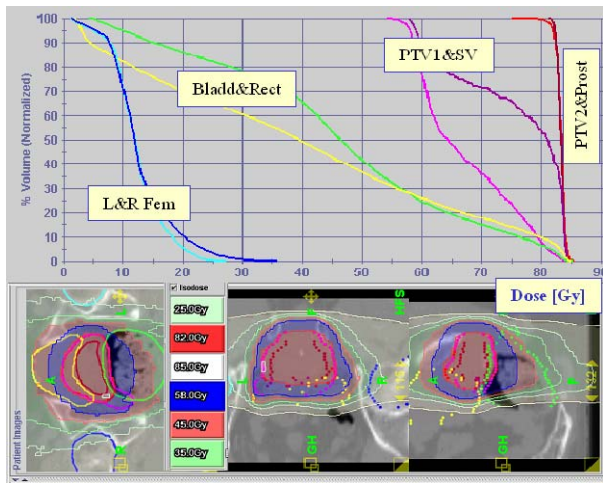 100
90
80
70
60
50
40
30
20
10
0
% Volume (Normalized)
PTV1&SV
Bladd&Rect
PTV2&Prost
L&R Fem
0 10 20 30 40 50 60 70 80 90
Dose [Gy]
Isodose
25.0Gy
82.0Gy
85.0Gy
58.0Gy
45.0Gy
35.0Gy
Patient Images
L
A
R
HFS
F
L
R
GH
A
P
GH